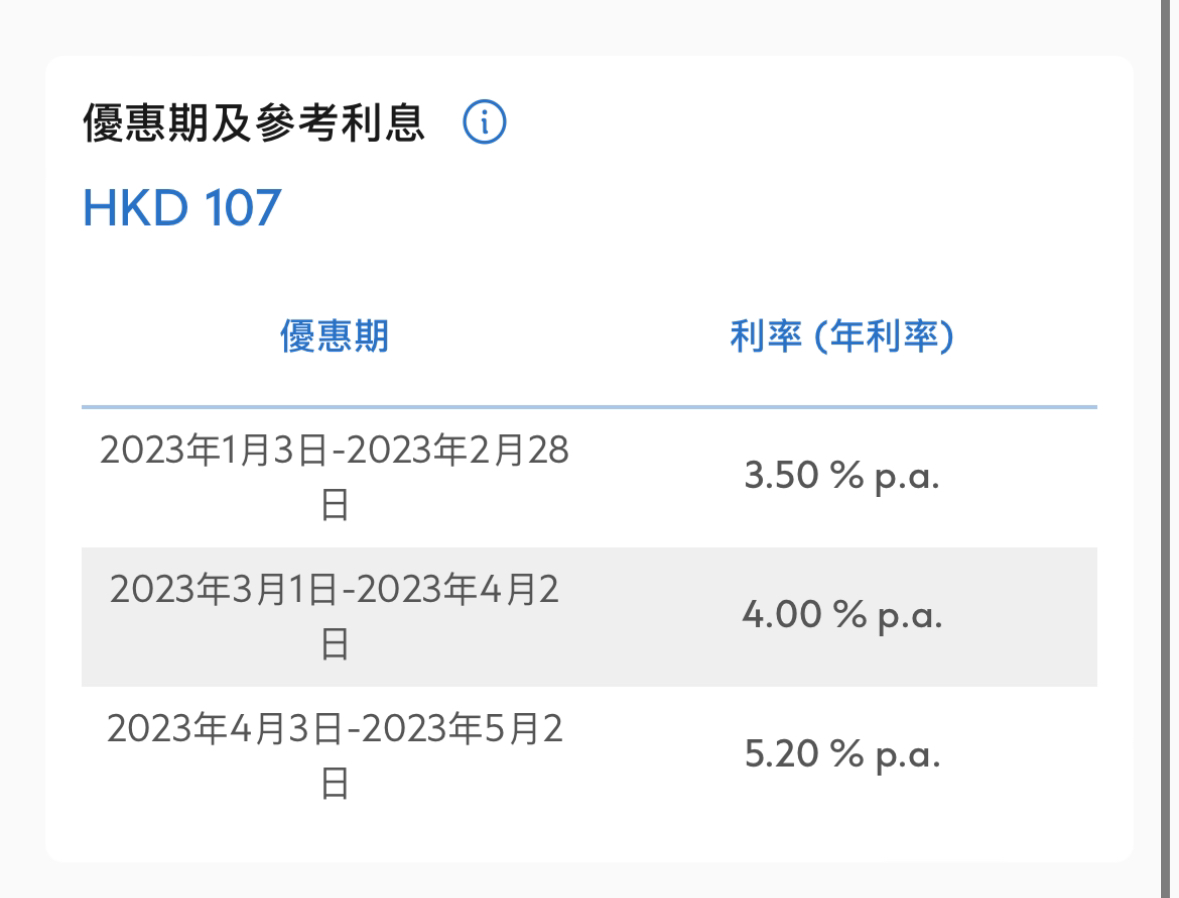 優惠期及參考利息
HKD 107
優惠期 利率 (年利率)
2023年1月3日-2023年2月28
日
3.50 % p.a.
2023年3月1日-2023年4月2
日
4.00 % p.a.
2023年4月3日-2023年5月2
日
5.20 % p.a.